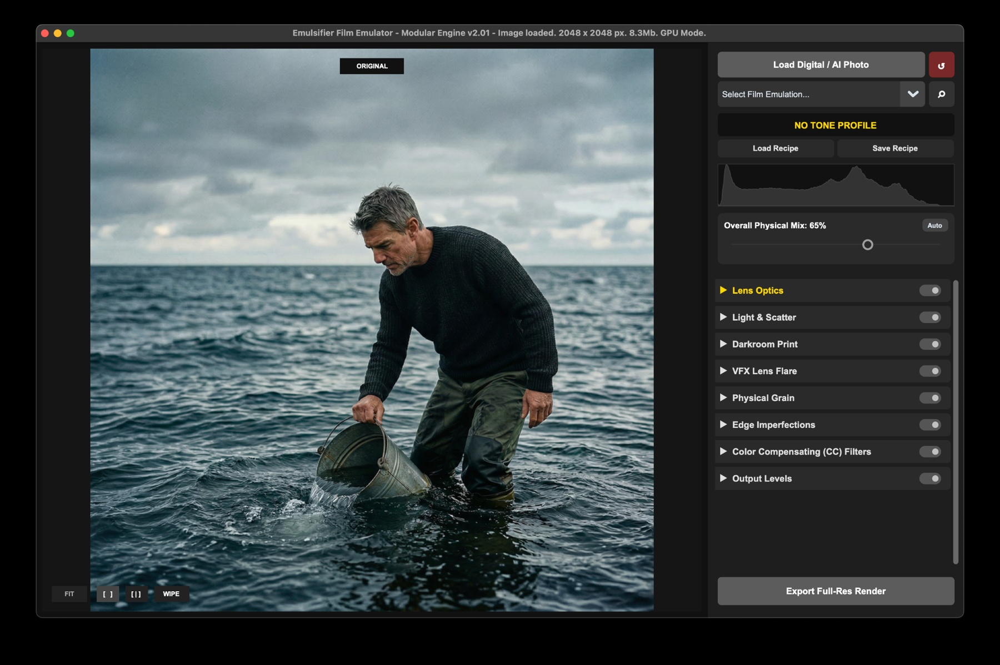 Emulsifier Film Emulator - Modular Engine v2.01 - Image loaded. 2048 x 2048 px. 8.3Mb. GPU Mode.
ORIGINAL
FIT
[ ]
[|]
WIPE
Load Digital / AI Photo
Select Film Emulation...
NO TONE PROFILE
Load Recipe
Save Recipe
Overall Physical Mix: 65%
Auto
Lens Optics
Light & Scatter
Darkroom Print
VFX Lens Flare
Physical Grain
Edge Imperfections
Color Compensating (CC) Filters
Output Levels
Export Full-Res Render